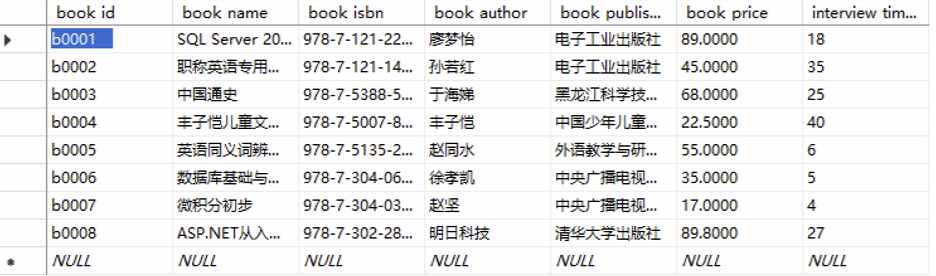 book id book name book isbn book author book publis... book price interview tim...
b0001 SQL Server 20... 978-7-121-22... 廖梦怡 电子工业出版社 89.0000 18
b0002 职称英语专用... 978-7-121-14... 孙若红 电子工业出版社 45.0000 35
b0003 中国通史 978-7-5388-5... 于海娣 黑龙江科学技... 68.0000 25
b0004 丰子恺儿童文... 978-7-5007-8... 丰子恺 中国少年儿童... 22.5000 40
b0005 英语同义词辨... 978-7-5135-2... 赵同水 外语教学与研... 55.0000 6
b0006 数据库基础与... 978-7-304-06... 徐孝凯 中央广播电视... 35.0000 5
b0007 微积分初步 978-7-304-03... 赵坚 中央广播电视... 17.0000 4
b0008 ASP.NET从入... 978-7-302-28... 明日科技 清华大学出版社 89.8000 27
NULL NULL NULL NULL NULL NULL NULL